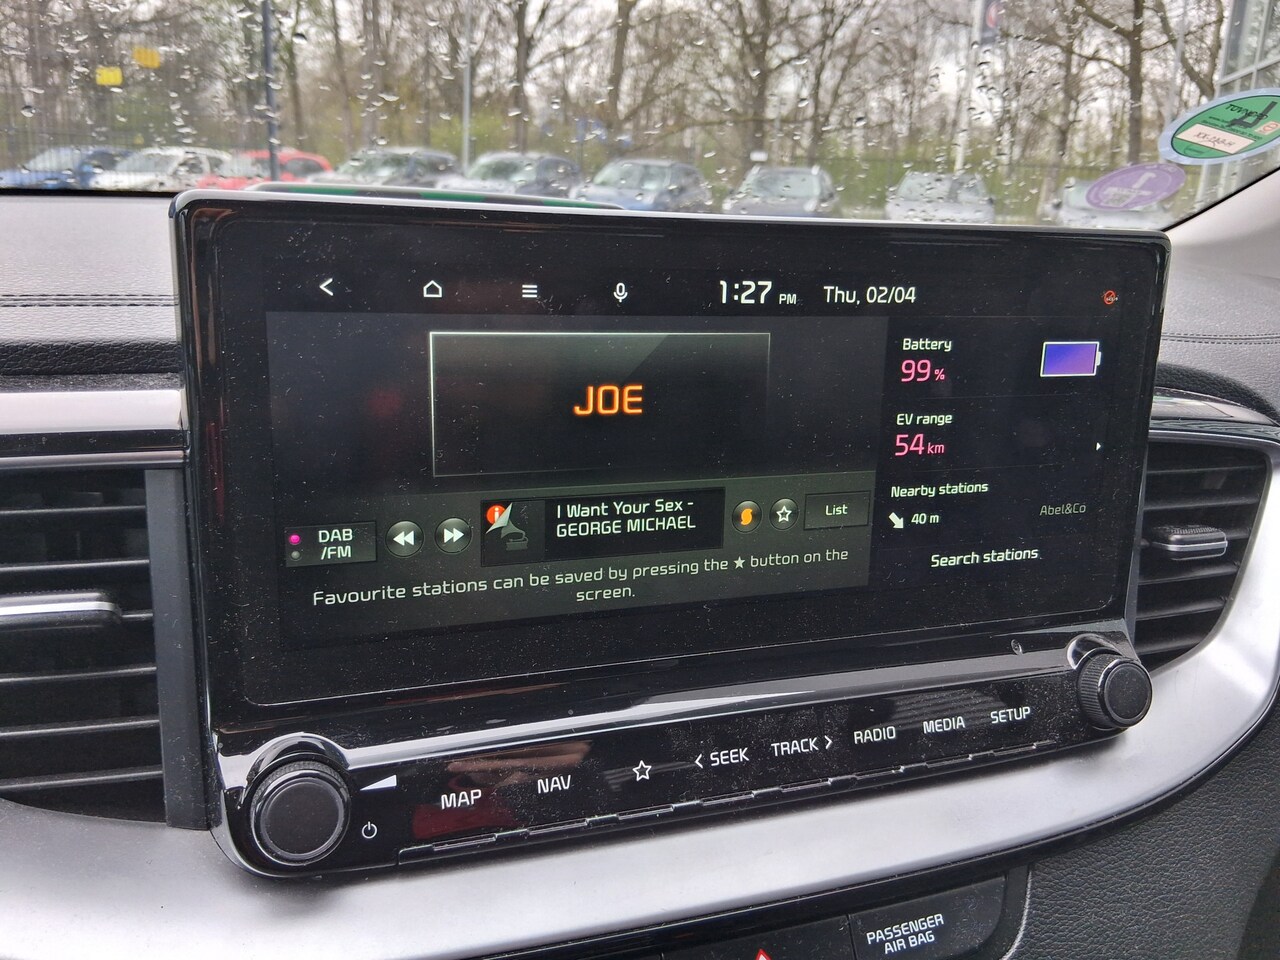 1:27 PM Thu, 02/04
JOE
Battery
99%
EV range
54 km
Nearby stations
40 m
Abel&Co
Search stations
DAB
/FM
I Want Your Sex -
GEORGE MICHAEL
List
Favourite stations can be saved by pressing the ★ button on the
screen.
MAP
NAV
< SEEK
TRACK >
RADIO
MEDIA
SETUP
PASSENGER
AIR BAG